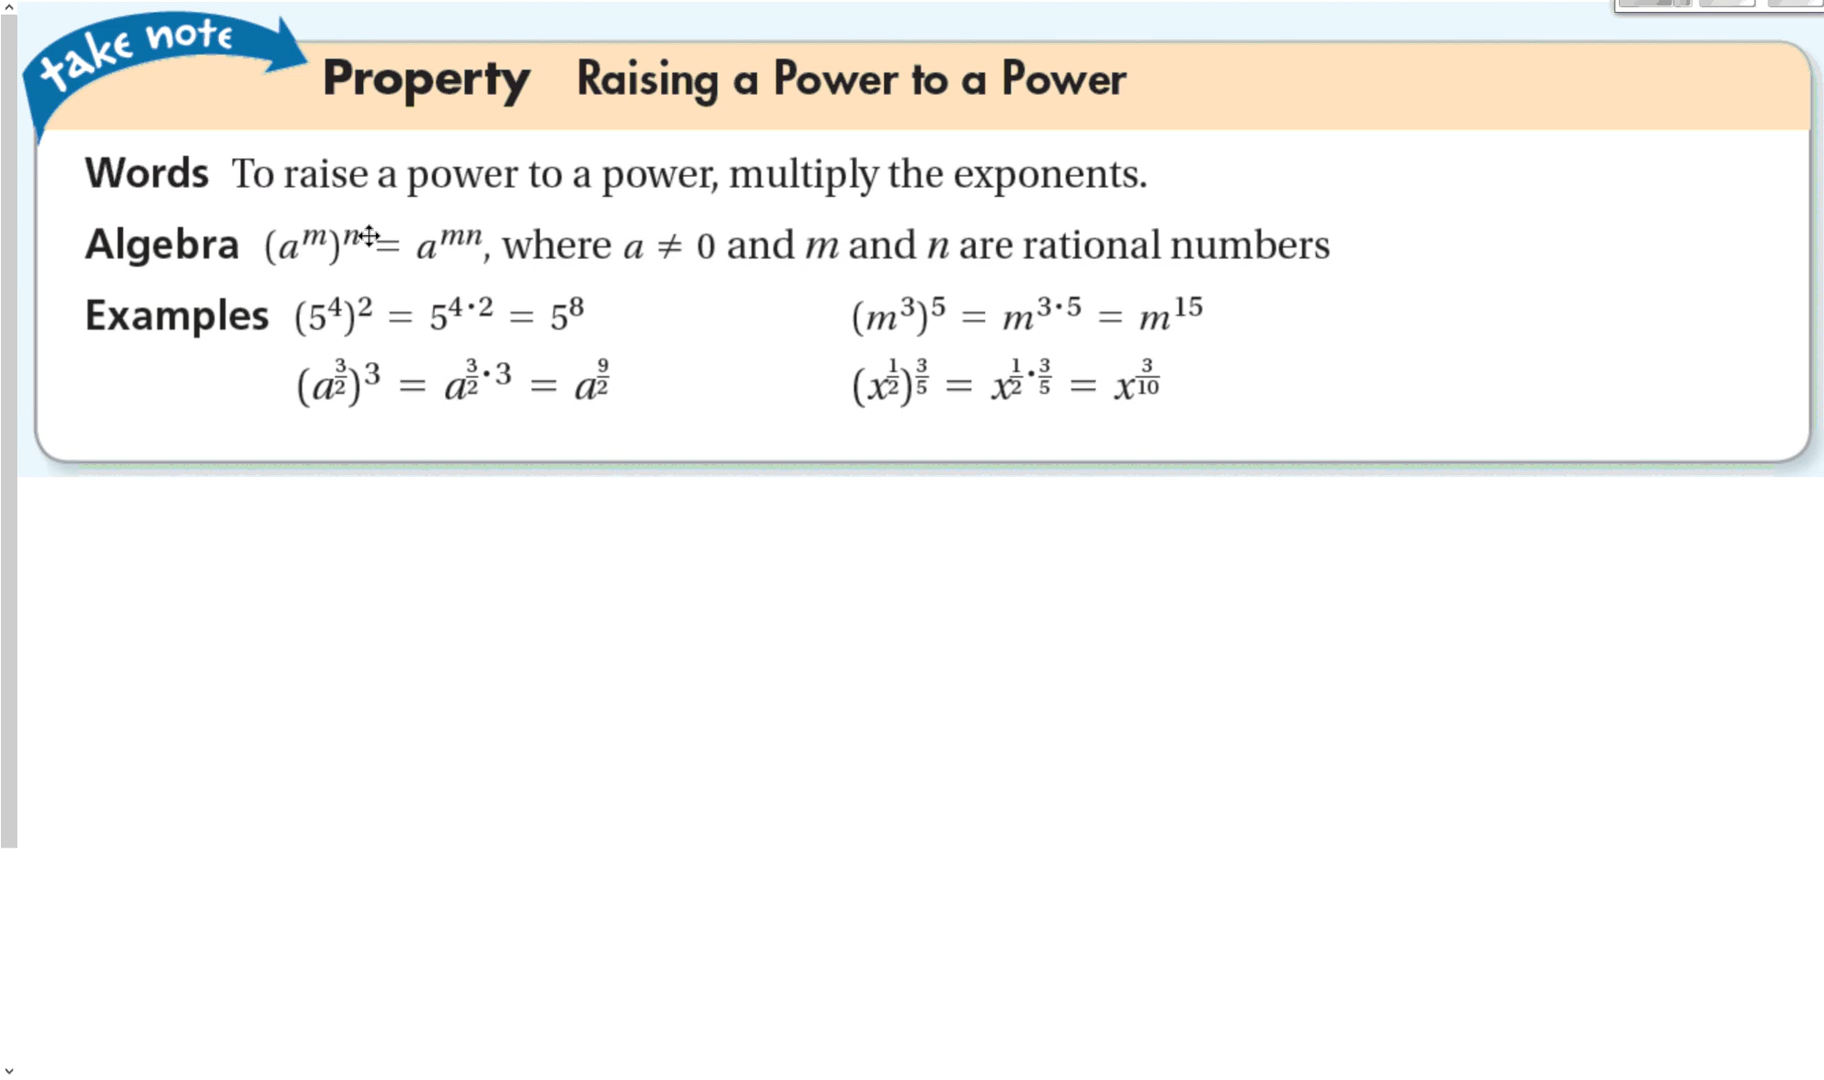 take note
Property Raising a Power to a Power
Words To raise a power to a power, multiply the exponents.
Algebra (a^m)^n = a^{mn}, where a ≠ 0 and m and n are rational numbers
Examples (5^4)^2 = 5^{4·2} = 5^8 (m^3)^5 = m^{3·5} = m^{15}
(a^{3/2})^3 = a^{3/2·3} = a^{9/2} (x^{1/2})^{3/5} = x^{1/2·3/5} = x^{3/10}